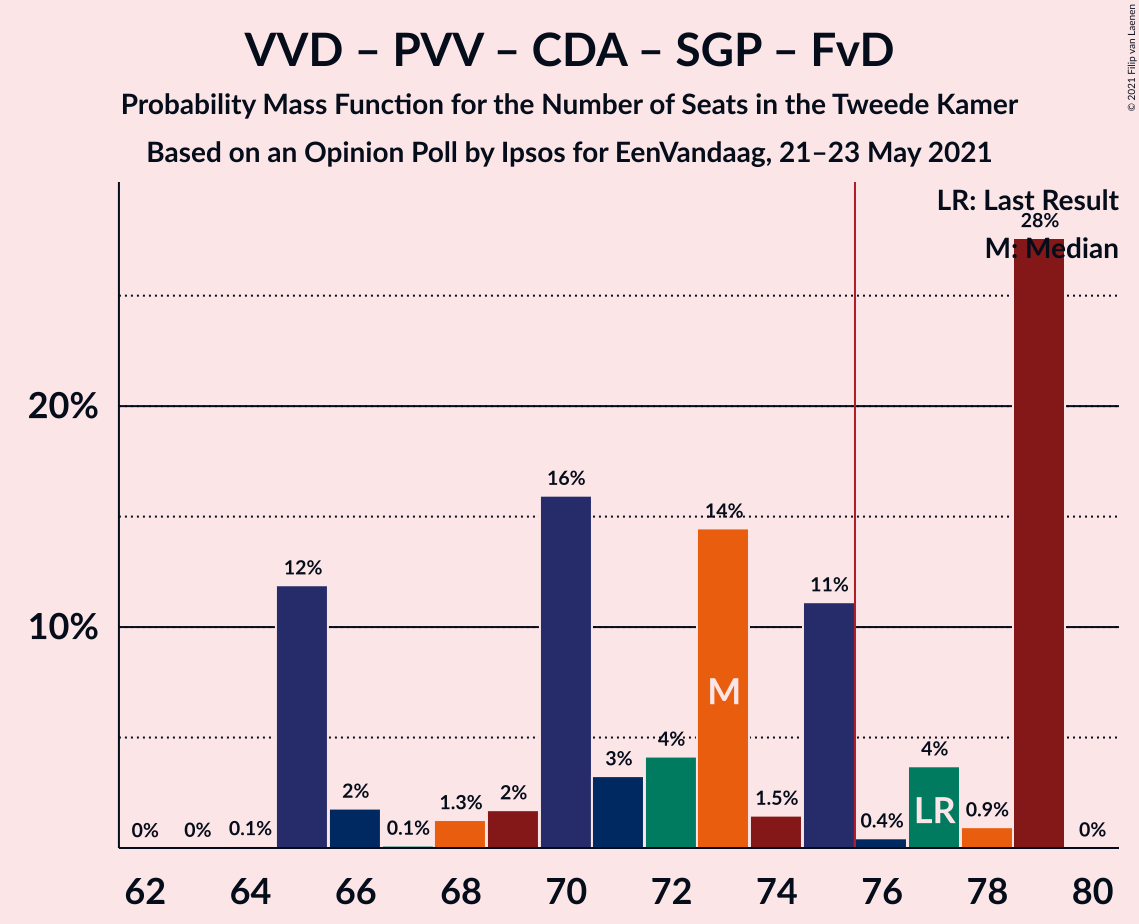 VVD – PVV – CDA – SGP – FvD
Probability Mass Function for the Number of Seats in the Tweede Kamer
Based on an Opinion Poll by Ipsos for EenVandaag, 21–23 May 2021
© 2021 Filip van Laenen
LR: Last Result
M: Median
20%
10%
0%
0%
0.1%
12%
2%
0.1%
1.3%
2%
16%
3%
4%
14%
1.5%
11%
0.4%
4%
0.9%
28%
0%
M
LR
62 64 66 68 70 72 74 76 78 80